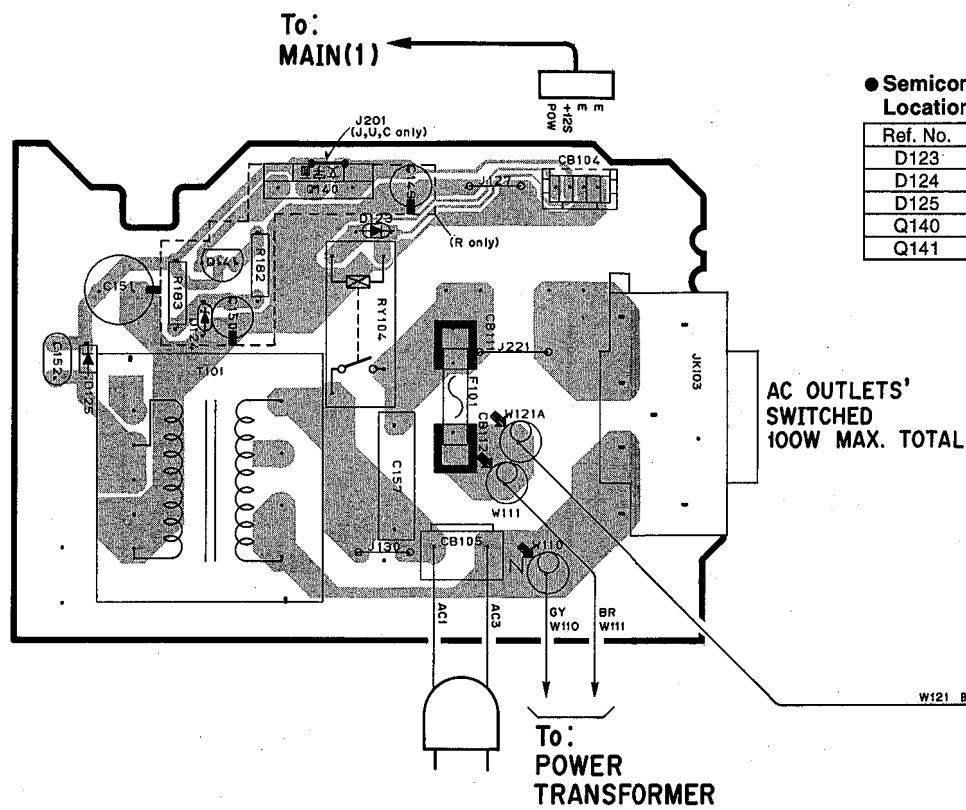 To:
MAIN(1)
POW
+12S
E
E
● Semicon
Location
Ref. No.
D123
D124
D125
Q140
Q141
J201
(J,U,C only)
CB104
Q140
C149
J127
D123
(R only)
Q141
R182
C151
R183
D124
C150
RY104
CB111
J221
C152
D125
T101
F101
JK103
AC OUTLETS'
SWITCHED
100W MAX. TOTAL
W121A
CB112
C157
W111
J130
CB105
W110
N
AC1
AC3
GY
W110
BR
W111
W121 B
To:
POWER
TRANSFORMER